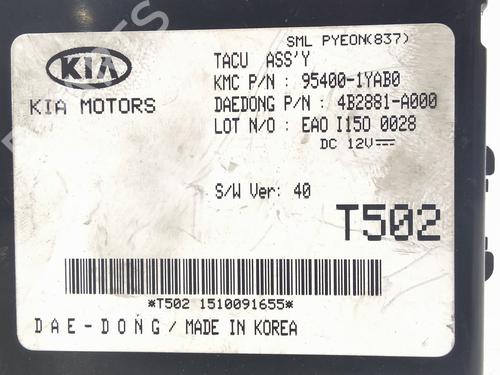 SML PYEON(837)
KIA
TACU ASS'Y
KMC P/N : 95400-1YAB0
KIA MOTORS
DAEDONG P/N : 4B2881-A000
LOT N/O : EAO I150 0028
DC 12V
S/W Ver: 40
T502
*T502 1510091655*
DAE-DONG / MADE IN KOREA